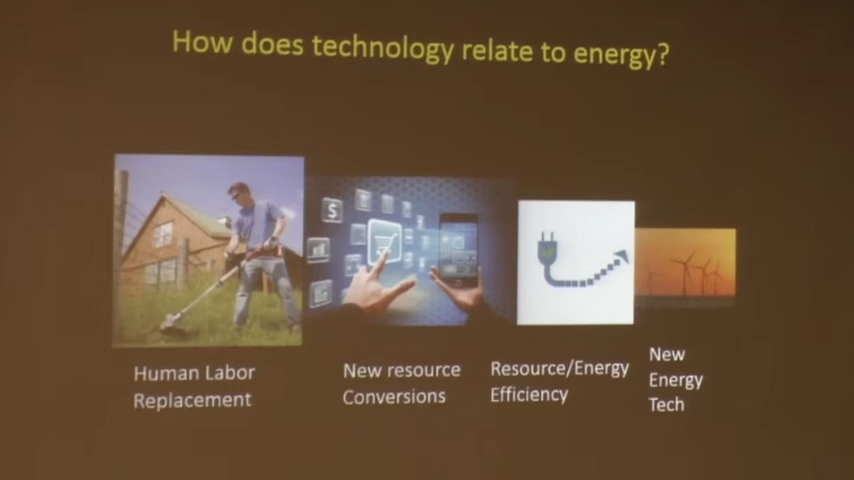 How does technology relate to energy?
$
Human Labor
Replacement
New resource
Conversions
Resource/Energy
Efficiency
New
Energy
Tech